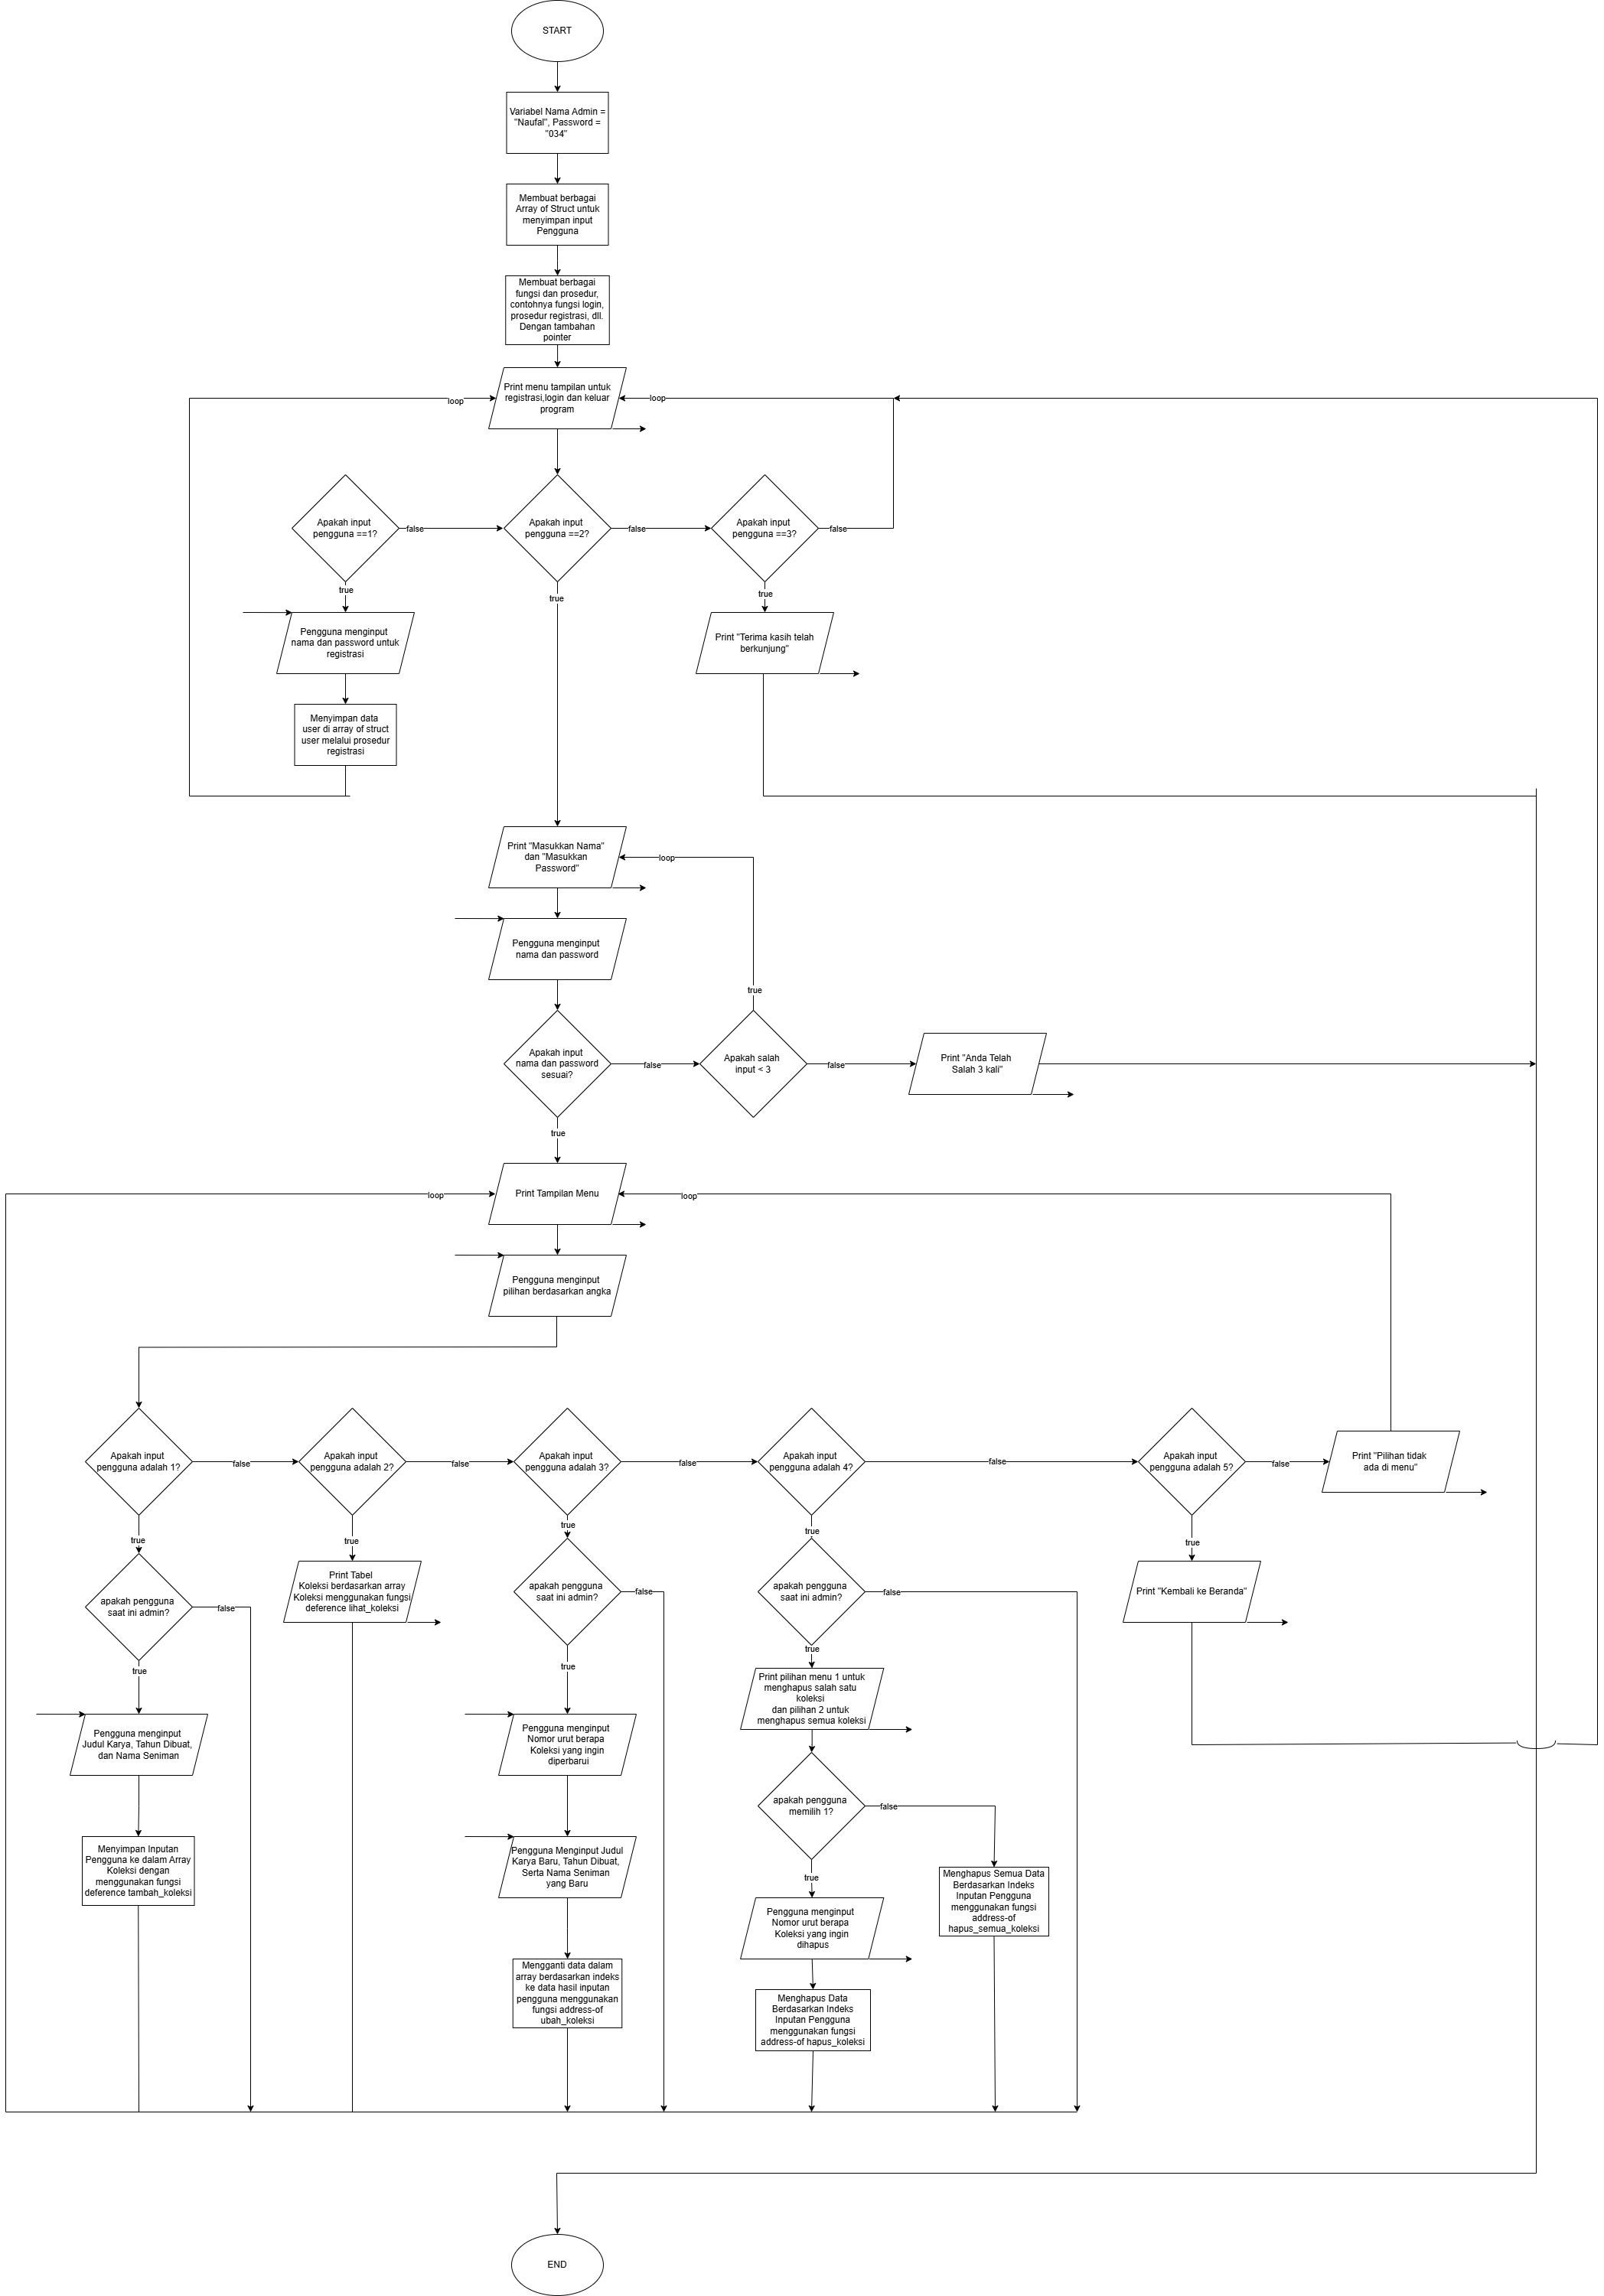 START
Variabel Nama Admin =
"Naufal", Password =
"034"
Membuat berbagai
Array of Struct untuk
menyimpan input
Pengguna
Membuat berbagai
fungsi dan prosedur,
contohnya fungsi login,
prosedur registrasi, dll.
Dengan tambahan
pointer
Print menu tampilan untuk
registrasi,login dan keluar
program
loop
loop
Apakah input
pengguna ==1?
false
Apakah input
pengguna ==2?
false
Apakah input
pengguna ==3?
false
true
true
true
Pengguna menginput
nama dan password untuk
registrasi
Print "Terima kasih telah
berkunjung"
Menyimpan data
user di array of struct
user melalui prosedur
registrasi
Print "Masukkan Nama"
dan "Masukkan
Password"
loop
Pengguna menginput
nama dan password
true
Apakah input
nama dan password
sesuai?
false
Apakah salah
input < 3
false
Print "Anda Telah
Salah 3 kali"
true
loop
Print Tampilan Menu
loop
Pengguna menginput
pilihan berdasarkan angka
Apakah input
pengguna adalah 1?
false
Apakah input
pengguna adalah 2?
false
Apakah input
pengguna adalah 3?
false
Apakah input
pengguna adalah 4?
false
Apakah input
pengguna adalah 5?
false
Print "Pilihan tidak
ada di menu"
true
true
true
true
true
apakah pengguna
saat ini admin?
false
Print Tabel
Koleksi berdasarkan array
Koleksi menggunakan fungsi
deference lihat_koleksi
apakah pengguna
saat ini admin?
false
apakah pengguna
saat ini admin?
false
Print "Kembali ke Beranda"
true
true
true
Print pilihan menu 1 untuk
menghapus salah satu
koleksi
dan pilihan 2 untuk
menghapus semua koleksi
Pengguna menginput
Judul Karya, Tahun Dibuat,
dan Nama Seniman
Pengguna menginput
Nomor urut berapa
Koleksi yang ingin
diperbarui
apakah pengguna
memilih 1?
false
true
Menyimpan Inputan
Pengguna ke dalam Array
Koleksi dengan
menggunakan fungsi
deference tambah_koleksi
Pengguna Menginput Judul
Karya Baru, Tahun Dibuat,
Serta Nama Seniman
yang Baru
Pengguna menginput
Nomor urut berapa
Koleksi yang ingin
dihapus
Menghapus Semua Data
Berdasarkan Indeks
Inputan Pengguna
menggunakan fungsi
address-of
hapus_semua_koleksi
Mengganti data dalam
array berdasarkan indeks
ke data hasil inputan
pengguna menggunakan
fungsi address-of
ubah_koleksi
Menghapus Data
Berdasarkan Indeks
Inputan Pengguna
menggunakan fungsi
address-of hapus_koleksi
END